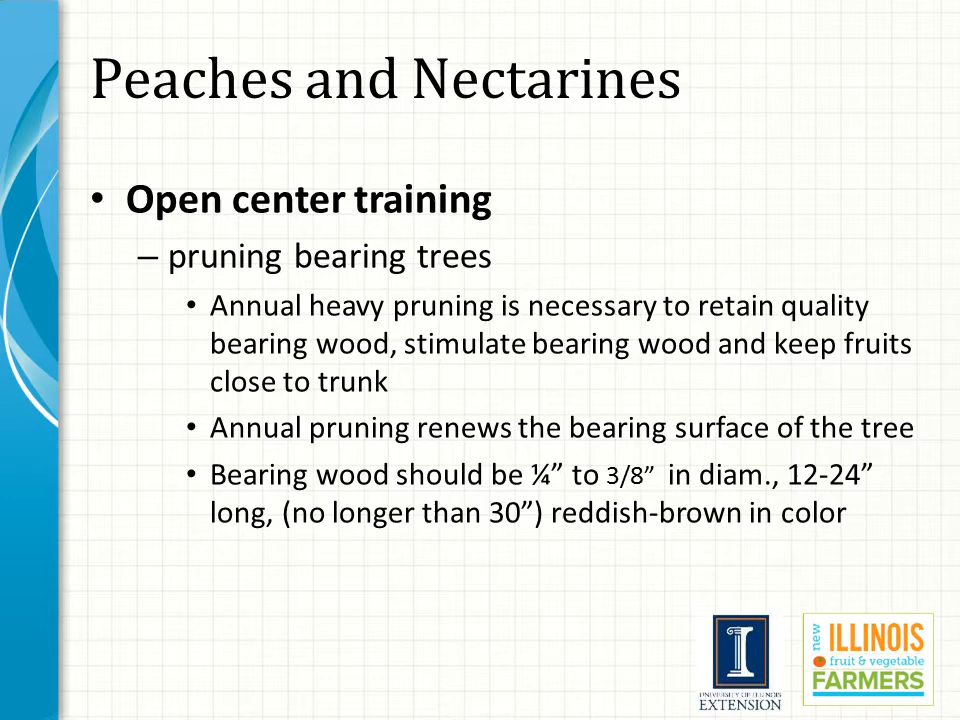 Peaches and Nectarines
• Open center training
– pruning bearing trees
• Annual heavy pruning is necessary to retain quality
bearing wood, stimulate bearing wood and keep fruits
close to trunk
• Annual pruning renews the bearing surface of the tree
• Bearing wood should be ¼” to 3/8” in diam., 12-24”
long, (no longer than 30”) reddish-brown in color
I
UNIVERSITY OF ILLINOIS
EXTENSION
new
ILLINOIS
fruit & vegetable
FARMERS